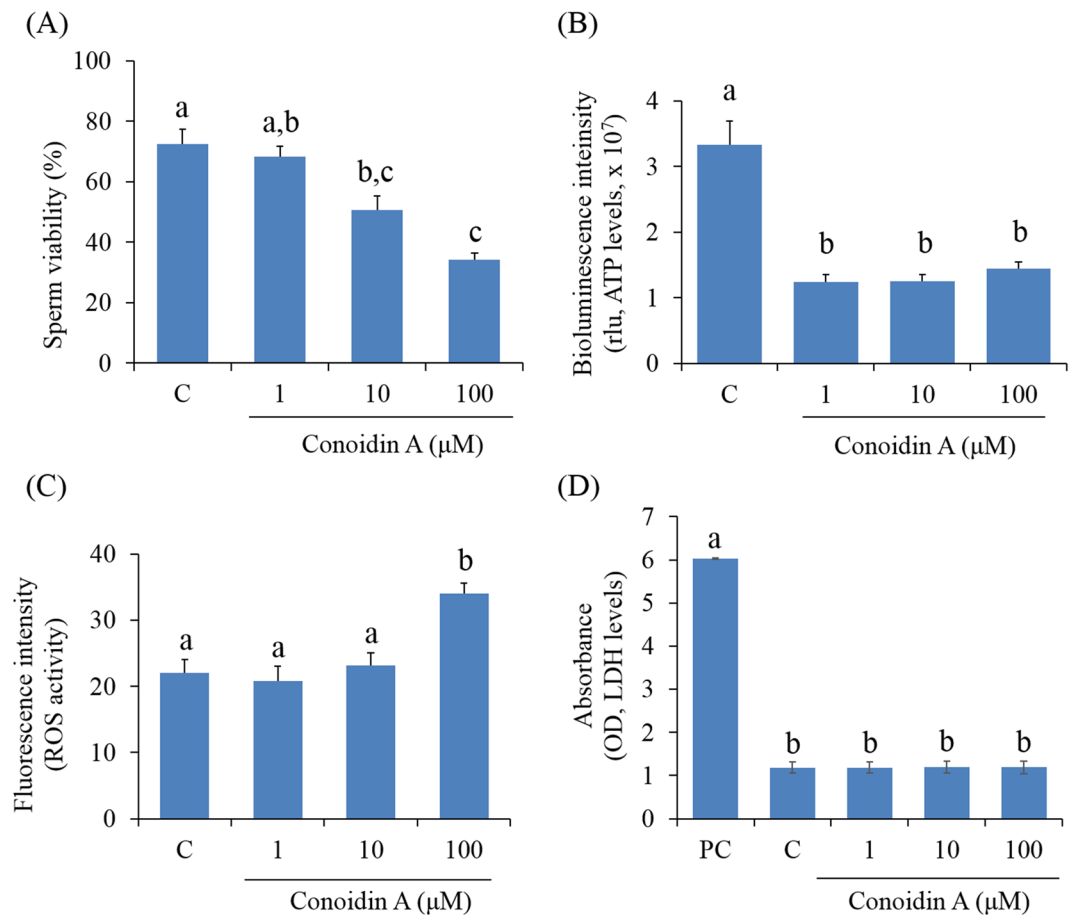 (A)
100
80
60
40
20
0
Sperm viability (%)
a
a,b
b,c
c
C 1 10 100
Conoidin A (μM)
(B)
4
3
2
1
0
Bioluminescence inteinsity
(rlu, ATP levels, x 10⁷)
a
b
b
b
C 1 10 100
Conoidin A (μM)
(C)
40
30
20
10
0
Fluorescence intensity
(ROS activity)
a
a
a
b
C 1 10 100
Conoidin A (μM)
(D)
7
6
5
4
3
2
1
0
Absorbance
(OD, LDH levels)
a
b
b
b
b
PC C 1 10 100
Conoidin A (μM)